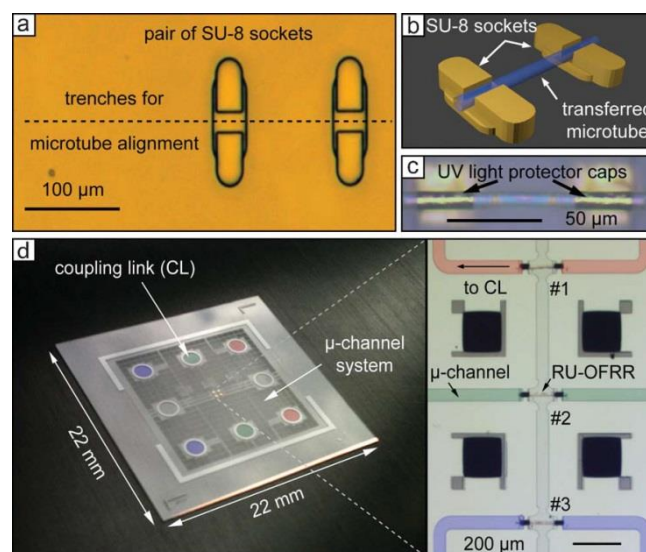 a
pair of SU-8 sockets
trenches for
microtube alignment
100 µm
b
SU-8 sockets
transferred
microtube
c
UV light protector caps
50 µm
d
coupling link (CL)
µ-channel
system
22 mm
22 mm
to CL
#1
µ-channel
RU-OFRR
#2
#3
200 µm